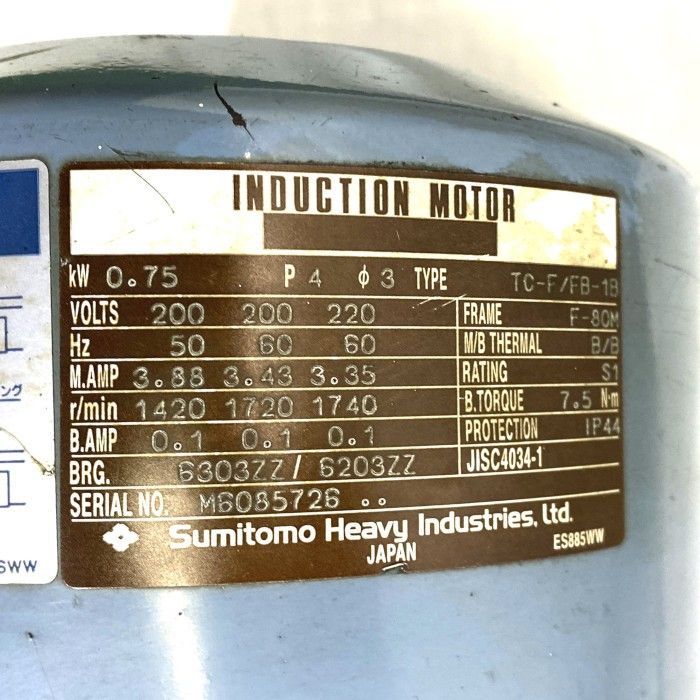 INDUCTION MOTOR
kW 0.75 P 4 φ 3 TYPE TC-F/FB-1B
VOLTS 200 200 220 FRAME F-80M
Hz 50 60 60 M/B THERMAL B/B
M.AMP 3.88 3.43 3.35 RATING S1
r/min 1420 1720 1740 B.TORQUE 7.5 N·m
B.AMP 0.1 0.1 0.1 PROTECTION IP44
BRG. 6303ZZ/6203ZZ JISC4034-1
SERIAL NO. M6085726 ..
Sumitomo Heavy Industries, Ltd.
JAPAN ES885WW
ング
SWW